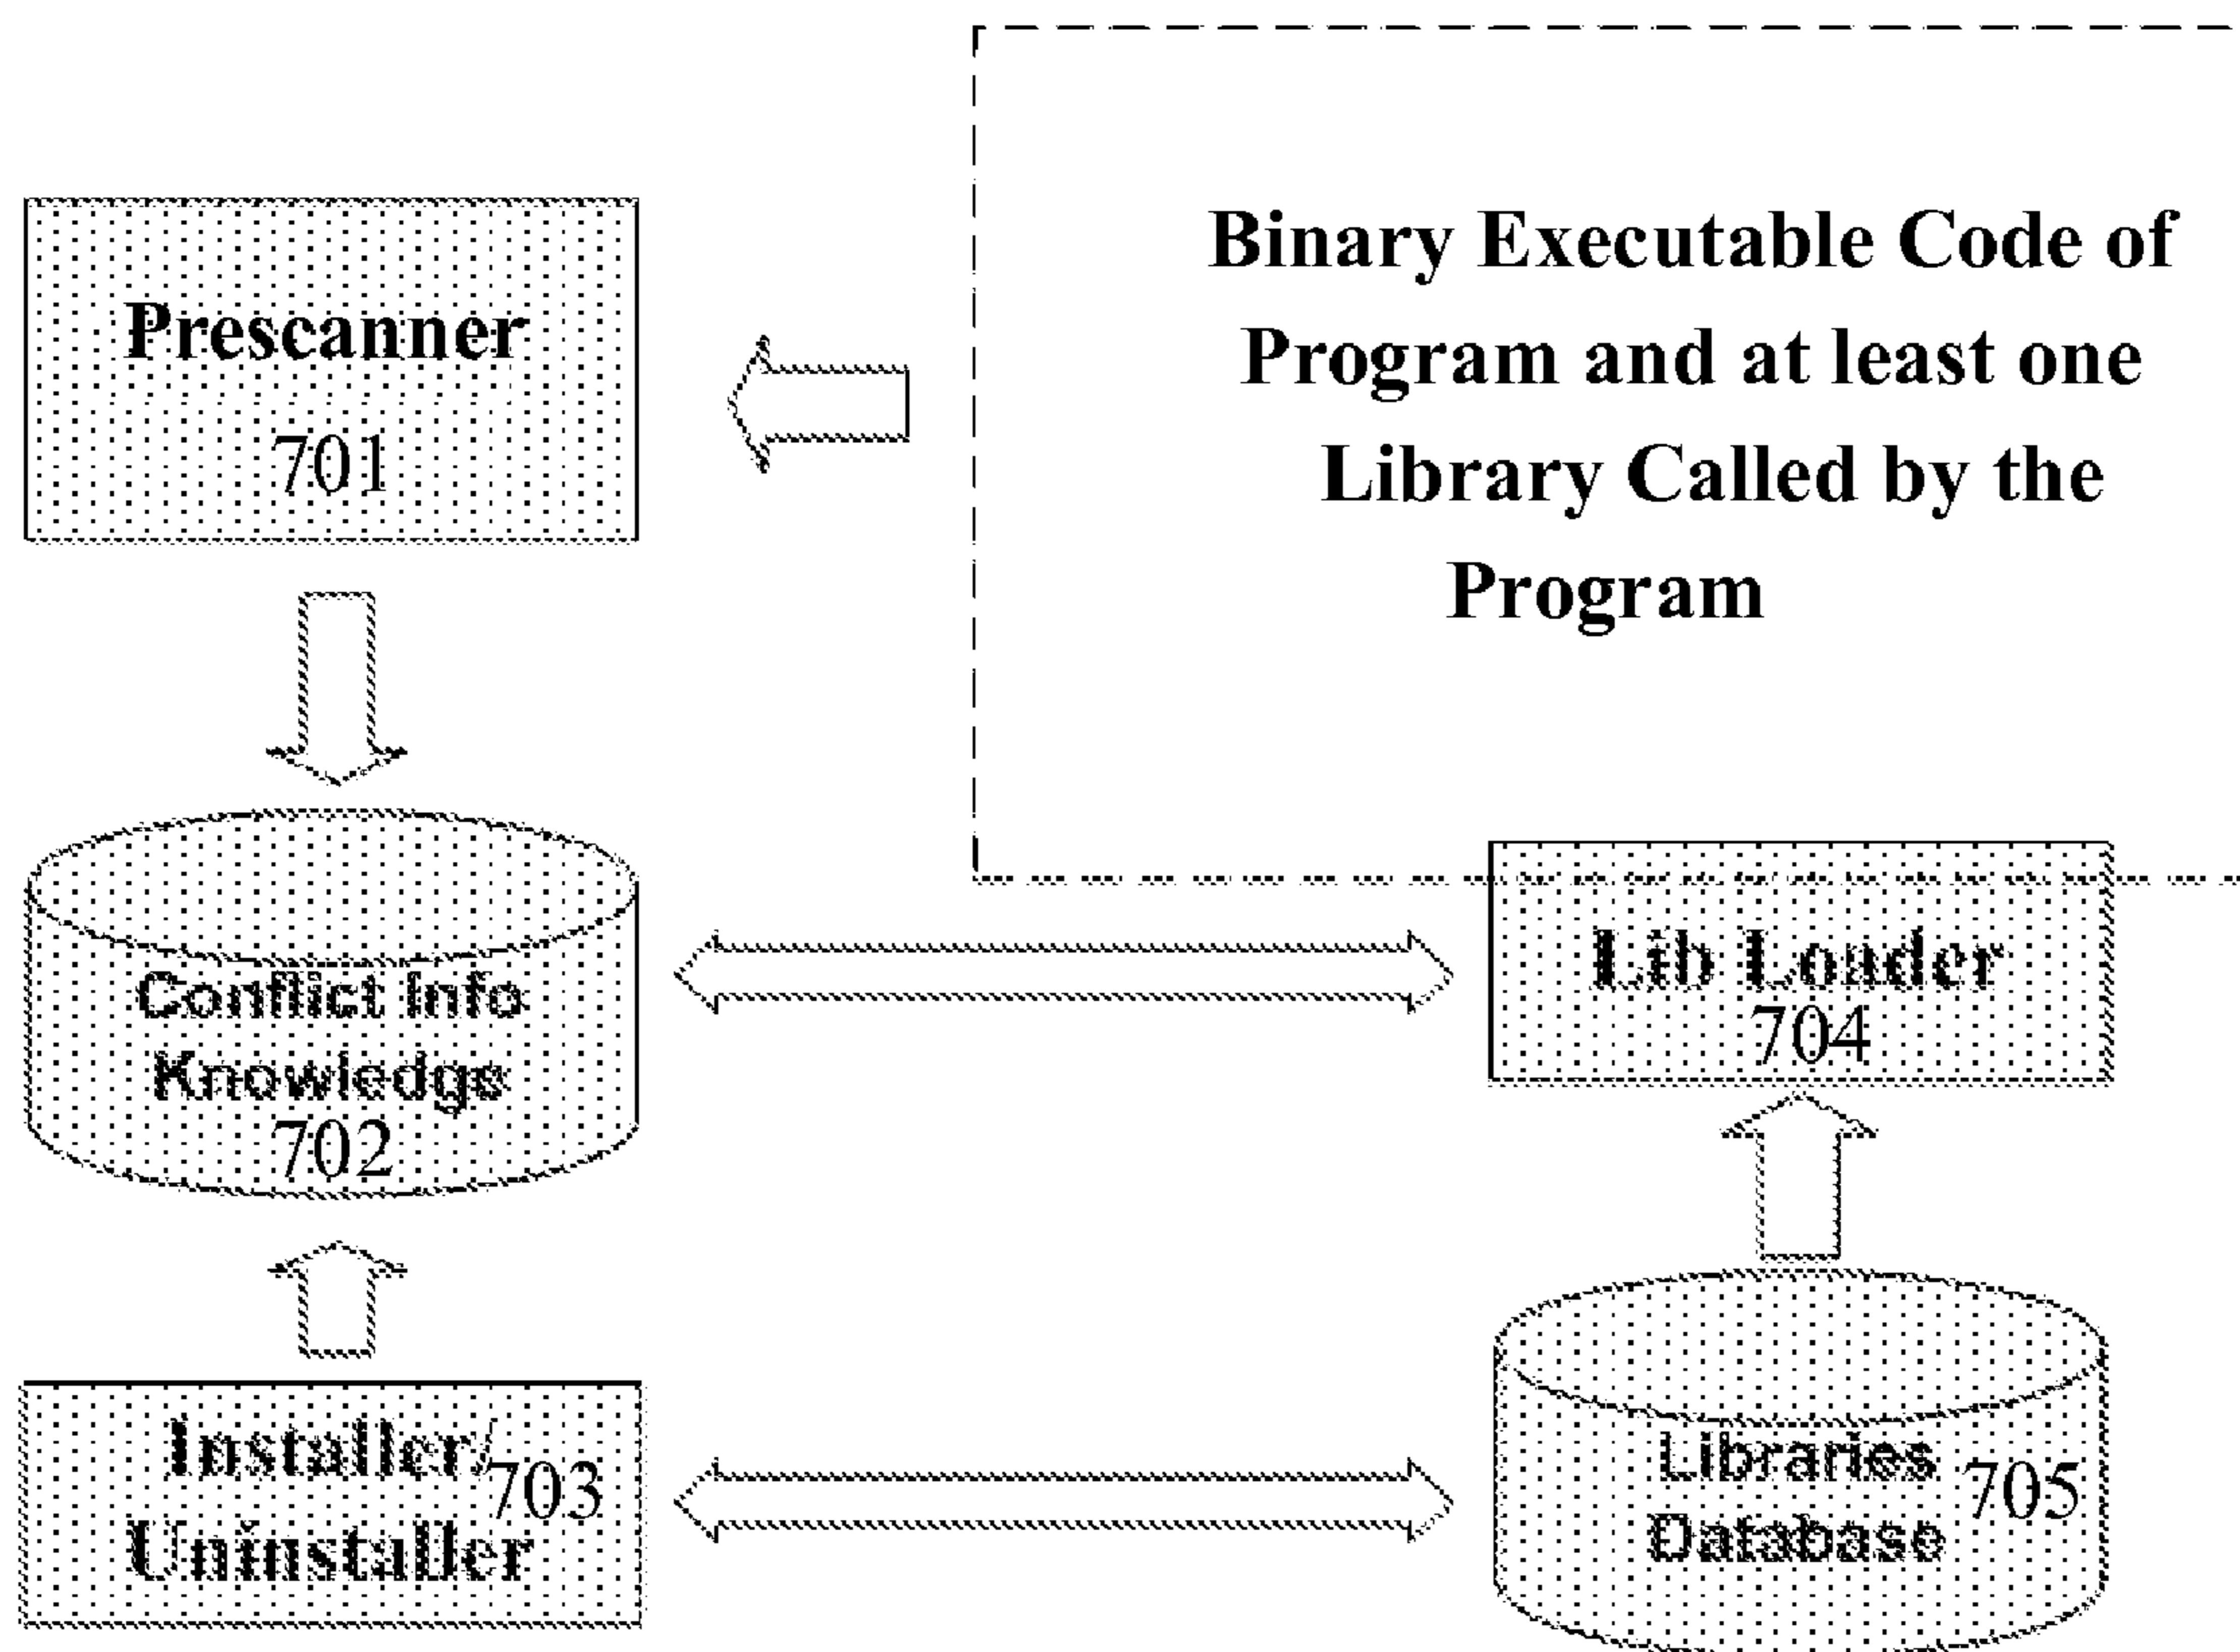 Binary Executable Code of
Program and at least one
Library Called by the
Program
Prescanner
701
Conflict Info
Knowledge
702
Lib Loader
704
Installer/
703
Uninstaller
Libraries
705
Database